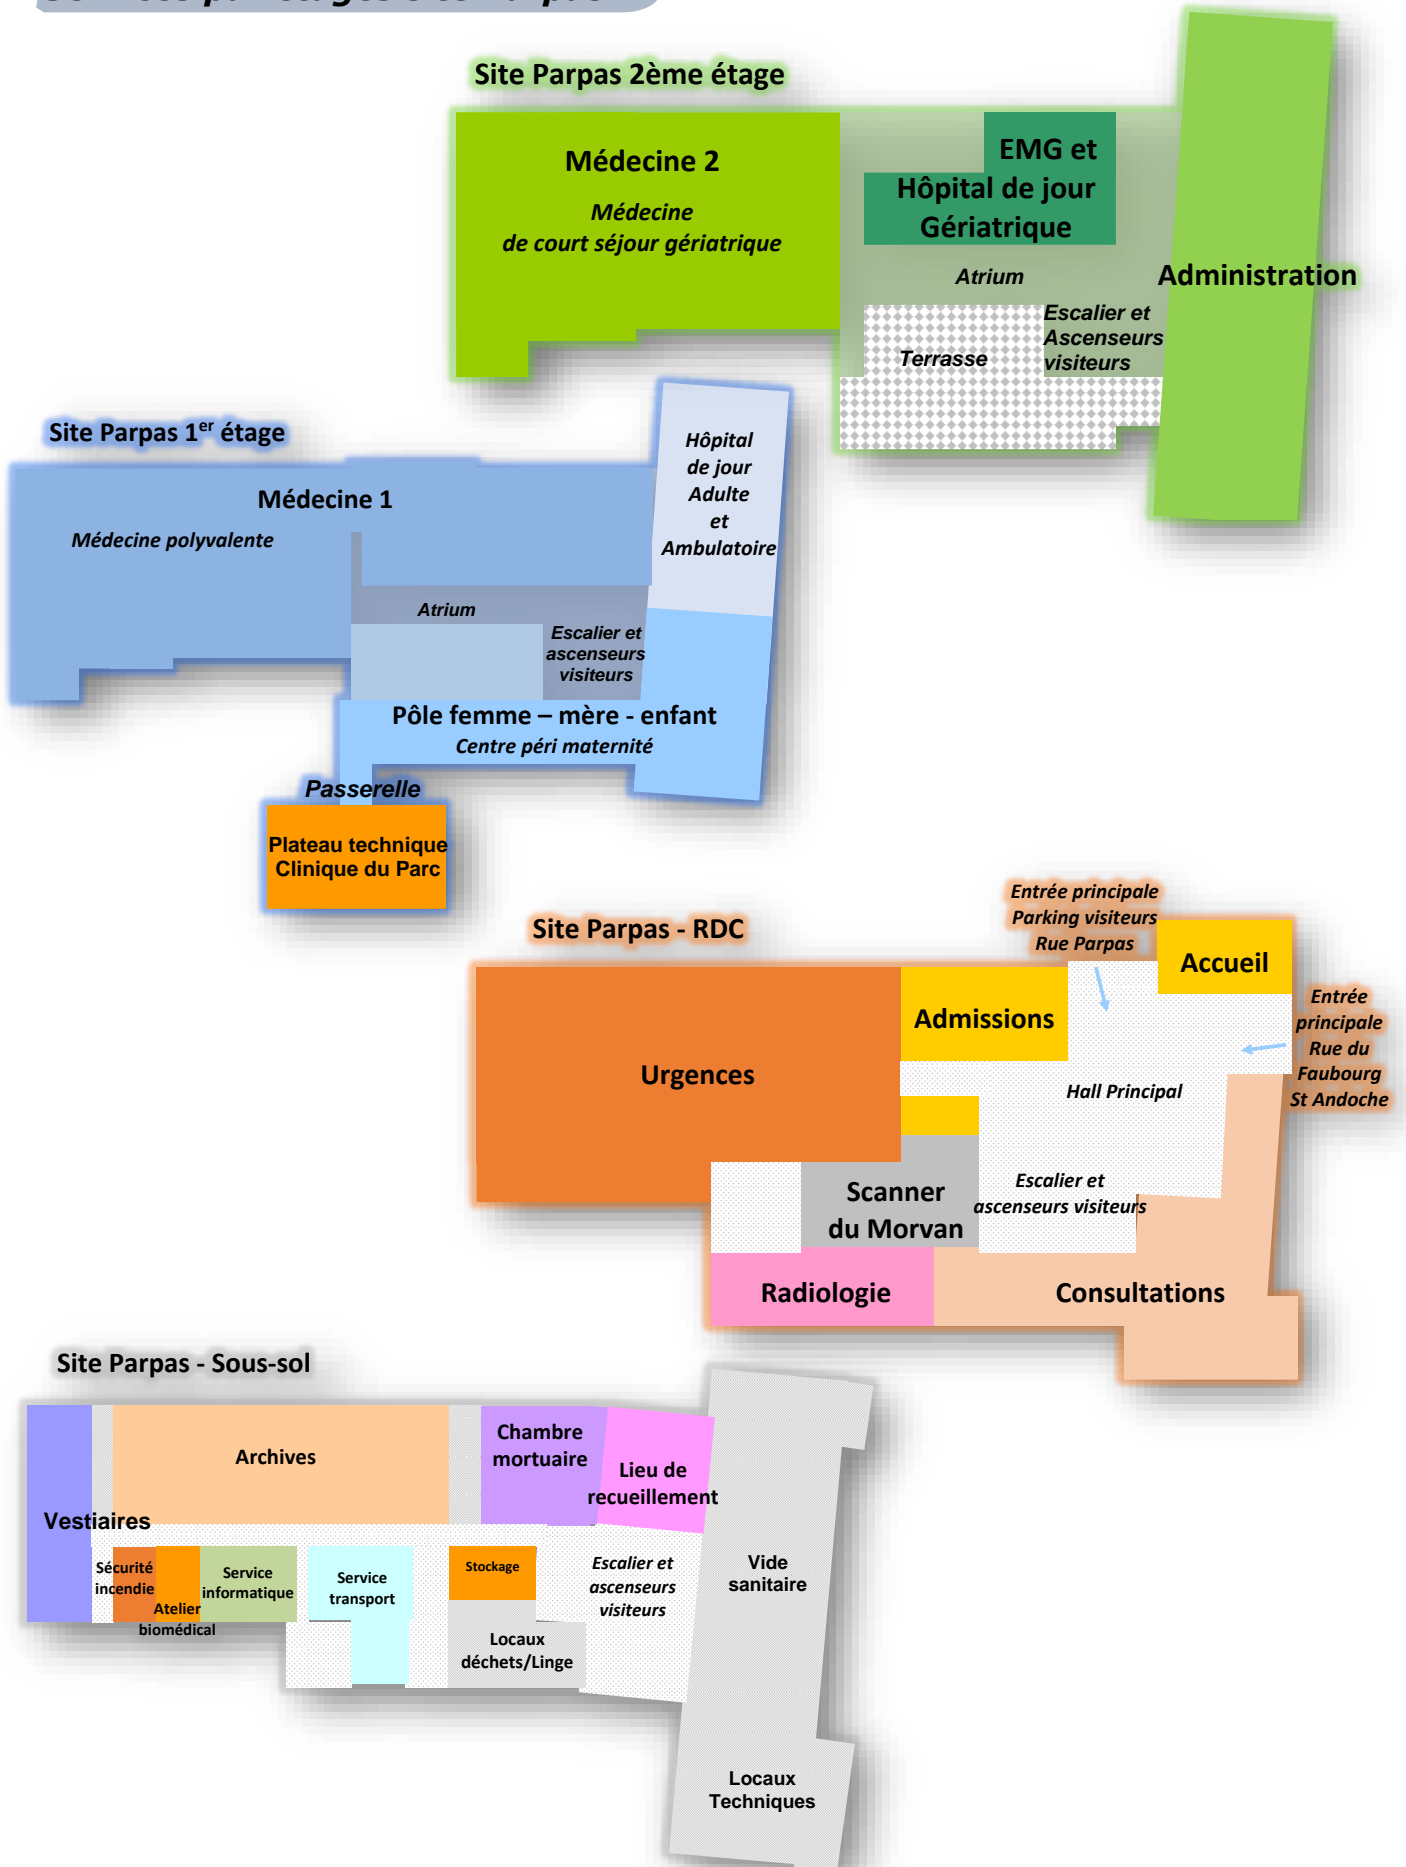 Site Parpas 2ème étage
Médecine 2
Médecine
de court séjour gériatrique
EMG et
Hôpital de jour
Gériatrique
Atrium
Administration
Escalier et
Ascenseurs
visiteurs
Terrasse
Site Parpas 1er étage
Médecine 1
Médecine polyvalente
Hôpital
de jour
Adulte
et
Ambulatoire
Atrium
Escalier et
ascenseurs
visiteurs
Pôle femme – mère - enfant
Centre péri maternité
Passerelle
Plateau technique
Clinique du Parc
Site Parpas - RDC
Entrée principale
Parking visiteurs
Rue Parpas
Accueil
Admissions
Entrée
principale
Rue du
Faubourg
St Andoche
Urgences
Hall Principal
Scanner
du Morvan
Escalier et
ascenseurs visiteurs
Radiologie
Consultations
Site Parpas - Sous-sol
Archives
Chambre
mortuaire
Lieu de
recueillement
Vestiaires
Sécurité
incendie
Atelier
biomédical
Service
informatique
Service
transport
Stockage
Escalier et
ascenseurs
visiteurs
Vide
sanitaire
Locaux
déchets/Linge
Locaux
Techniques